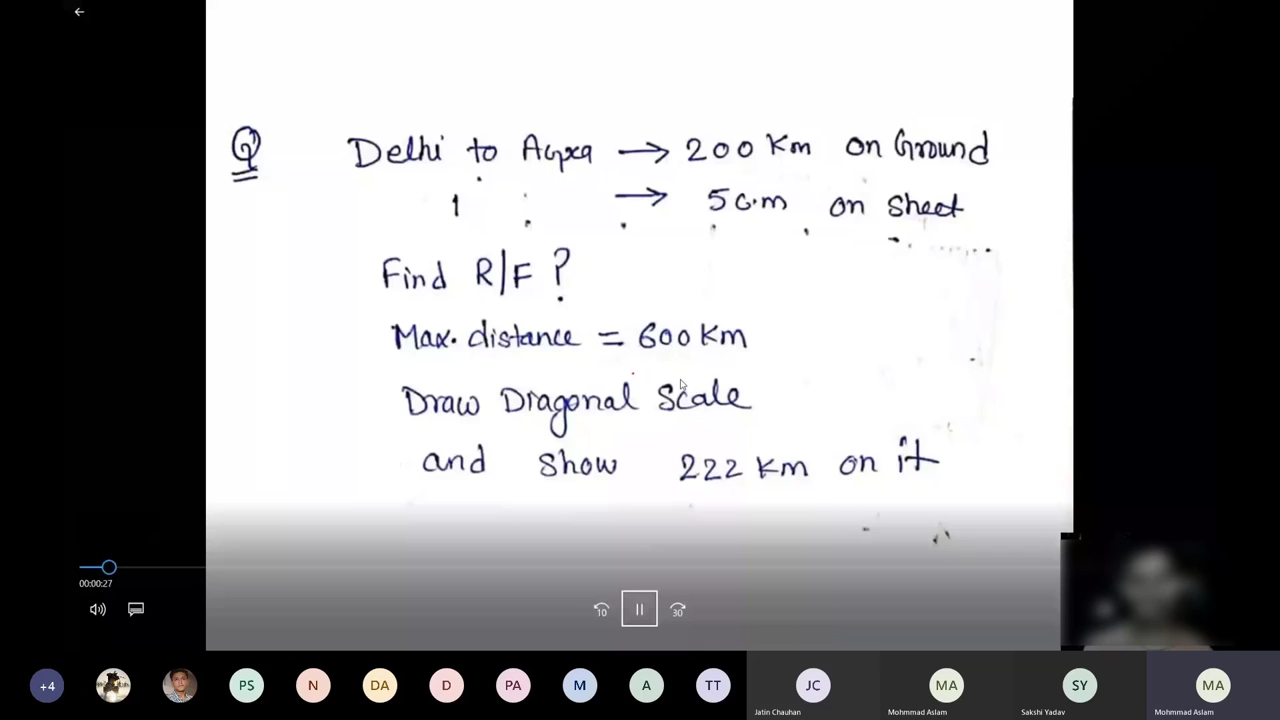 Q Delhi to Agra → 200 Km on Ground
→ 5 c.m on sheet
Find R/F ?
Max. distance = 600 Km
Draw Diagonal Scale
and show 222 Km on it
00:00:27
10
30
+4
PS
N
DA
D
PA
M
A
TT
JC
MA
SY
MA
Jatin Chauhan
Mohmmad Aslam
Sakshi Yadav
Mohmmad Aslam